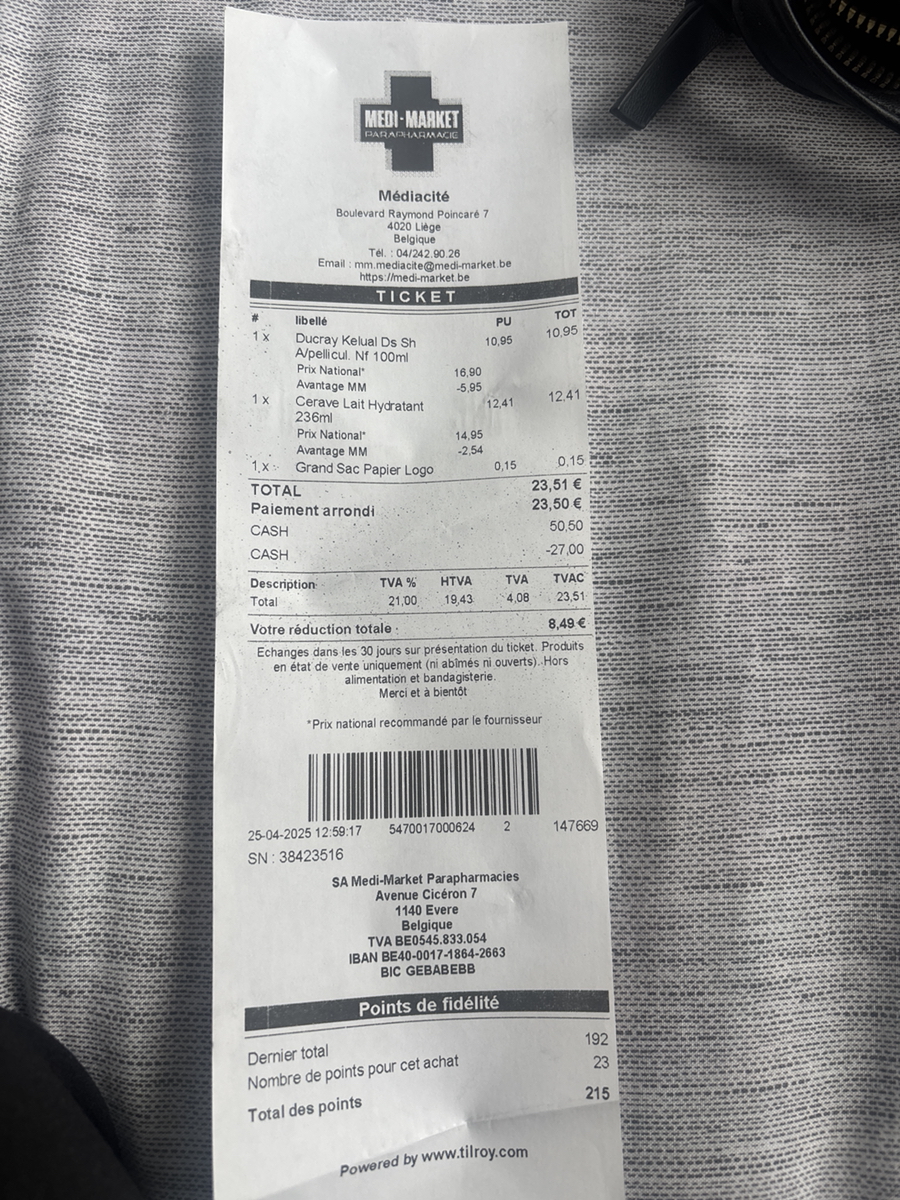 MEDI-MARKET
PARAPHARMACIE
Médiacité
Boulevard Raymond Poincaré 7
4020 Liège
Belgique
Tél. : 04/242.90.26
Email : mm.mediacite@medi-market.be
https://medi-market.be
TICKET
# libellé PU TOT
1 x Ducray Kelual Ds Sh 10,95 10,95
A/pellicul. Nf 100ml
Prix National* 16,90
Avantage MM -5,95
1 x Cerave Lait Hydratant 12,41 12,41
236ml
Prix National* 14,95
Avantage MM -2,54
1 x Grand Sac Papier Logo 0,15 0,15
TOTAL 23,51 €
Paiement arrondi 23,50 €
CASH 50,50
CASH -27,00
Description TVA % HTVA TVA TVAC
Total 21,00 19,43 4,08 23,51
Votre réduction totale 8,49 €
Echanges dans les 30 jours sur présentation du ticket. Produits
en état de vente uniquement (ni abîmés ni ouverts). Hors
alimentation et bandagisterie.
Merci et à bientôt
*Prix national recommandé par le fournisseur
25-04-2025 12:59:17 5470017000624 2 147669
SN : 38423516
SA Medi-Market Parapharmacies
Avenue Cicéron 7
1140 Evere
Belgique
TVA BE0545.833.054
IBAN BE40-0017-1864-2663
BIC GEBABEBB
Points de fidélité
Dernier total 192
Nombre de points pour cet achat 23
Total des points 215
Powered by www.tilroy.com